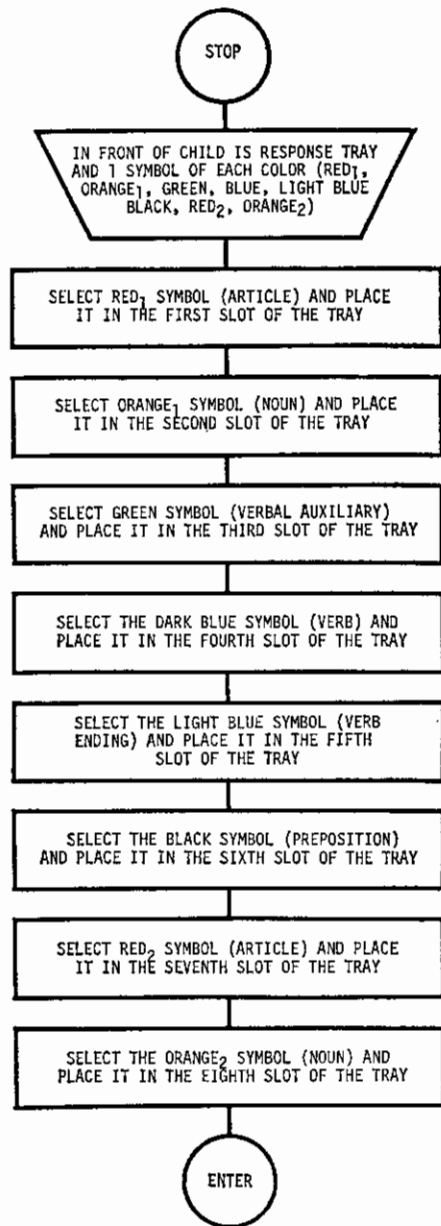 STOP
IN FRONT OF CHILD IS RESPONSE TRAY
AND 1 SYMBOL OF EACH COLOR (RED₁,
ORANGE₁, GREEN, BLUE, LIGHT BLUE
BLACK, RED₂, ORANGE₂)
SELECT RED₁ SYMBOL (ARTICLE) AND PLACE
IT IN THE FIRST SLOT OF THE TRAY
SELECT ORANGE₁ SYMBOL (NOUN) AND PLACE
IT IN THE SECOND SLOT OF THE TRAY
SELECT GREEN SYMBOL (VERBAL AUXILIARY)
AND PLACE IT IN THE THIRD SLOT OF THE TRAY
SELECT THE DARK BLUE SYMBOL (VERB) AND
PLACE IT IN THE FOURTH SLOT OF THE TRAY
SELECT THE LIGHT BLUE SYMBOL (VERB
ENDING) AND PLACE IT IN THE FIFTH
SLOT OF THE TRAY
SELECT THE BLACK SYMBOL (PREPOSITION)
AND PLACE IT IN THE SIXTH SLOT OF THE TRAY
SELECT RED₂ SYMBOL (ARTICLE) AND PLACE
IT IN THE SEVENTH SLOT OF THE TRAY
SELECT THE ORANGE₂ SYMBOL (NOUN) AND
PLACE IT IN THE EIGHTH SLOT OF THE TRAY
ENTER